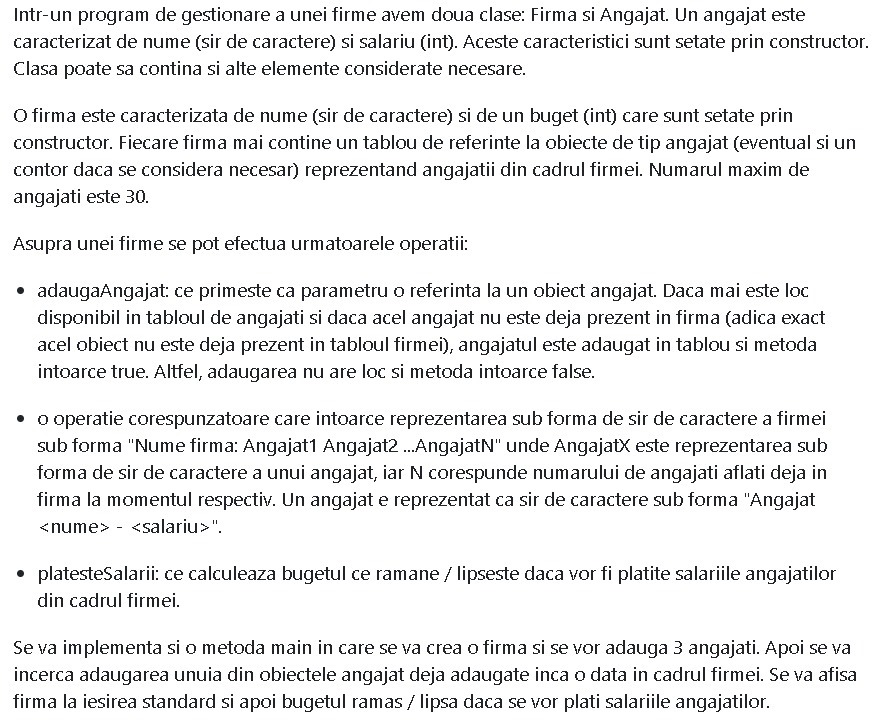 Intr-un program de gestionare a unei firme avem doua clase: Firma si Angajat. Un angajat este
caracterizat de nume (sir de caractere) si salariu (int). Aceste caracteristici sunt setate prin constructor.
Clasa poate sa contina si alte elemente considerate necesare.
O firma este caracterizata de nume (sir de caractere) si de un buget (int) care sunt setate prin
constructor. Fiecare firma mai contine un tablou de referinte la obiecte de tip angajat (eventual si un
contor daca se considera necesar) reprezentand angajatii din cadrul firmei. Numarul maxim de
angajati este 30.
Asupra unei firme se pot efectua urmatoarele operatii:
• adaugaAngajat: ce primeste ca parametru o referinta la un obiect angajat. Daca mai este loc
disponibil in tabloul de angajati si daca acel angajat nu este deja prezent in firma (adica exact
acel obiect nu este deja prezent in tabloul firmei), angajatul este adaugat in tablou si metoda
intoarce true. Altfel, adaugarea nu are loc si metoda intoarce false.
• o operatie corespunzatoare care intoarce reprezentarea sub forma de sir de caractere a firmei
sub forma "Nume firma: Angajat1 Angajat2 ...AngajatN" unde AngajatX este reprezentarea sub
forma de sir de caractere a unui angajat, iar N corespunde numarului de angajati aflati deja in
firma la momentul respectiv. Un angajat e reprezentat ca sir de caractere sub forma "Angajat
<nume> - <salariu>".
• platesteSalarii: ce calculeaza bugetul ce ramane / lipseste daca vor fi platite salariile angajatilor
din cadrul firmei.
Se va implementa si o metoda main in care se va crea o firma si se vor adauga 3 angajati. Apoi se va
incerca adaugarea unuia din obiectele angajat deja adaugate inca o data in cadrul firmei. Se va afisa
firma la iesirea standard si apoi bugetul ramas / lipsa daca se vor plati salariile angajatilor.